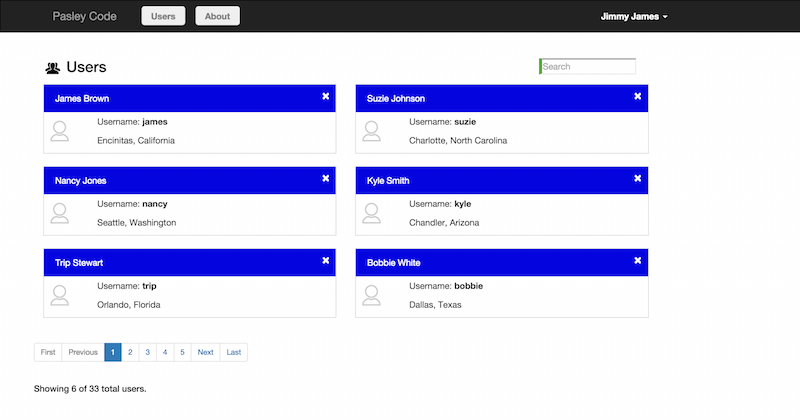 Pasley Code Users About Jimmy James
Users Search
James Brown
Username: james
Encinitas, California
Suzie Johnson
Username: suzie
Charlotte, North Carolina
Nancy Jones
Username: nancy
Seattle, Washington
Kyle Smith
Username: kyle
Chandler, Arizona
Trip Stewart
Username: trip
Orlando, Florida
Bobbie White
Username: bobbie
Dallas, Texas
First Previous 1 2 3 4 5 Next Last
Showing 6 of 33 total users.